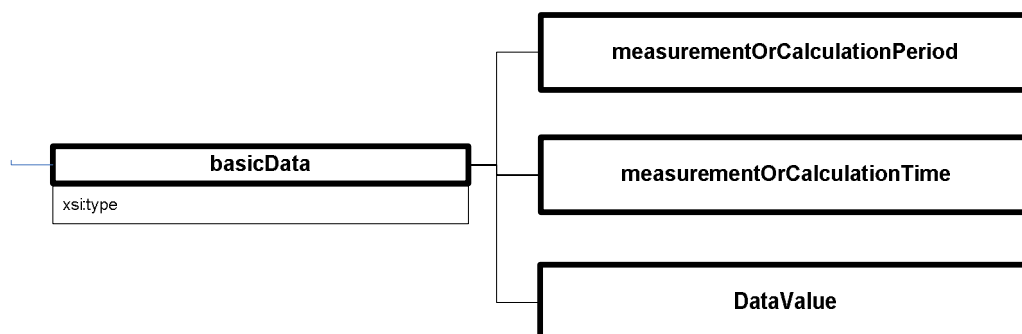 measurementOrCalculationPeriod
basicData
xsi:type
measurementOrCalculationTime
DataValue